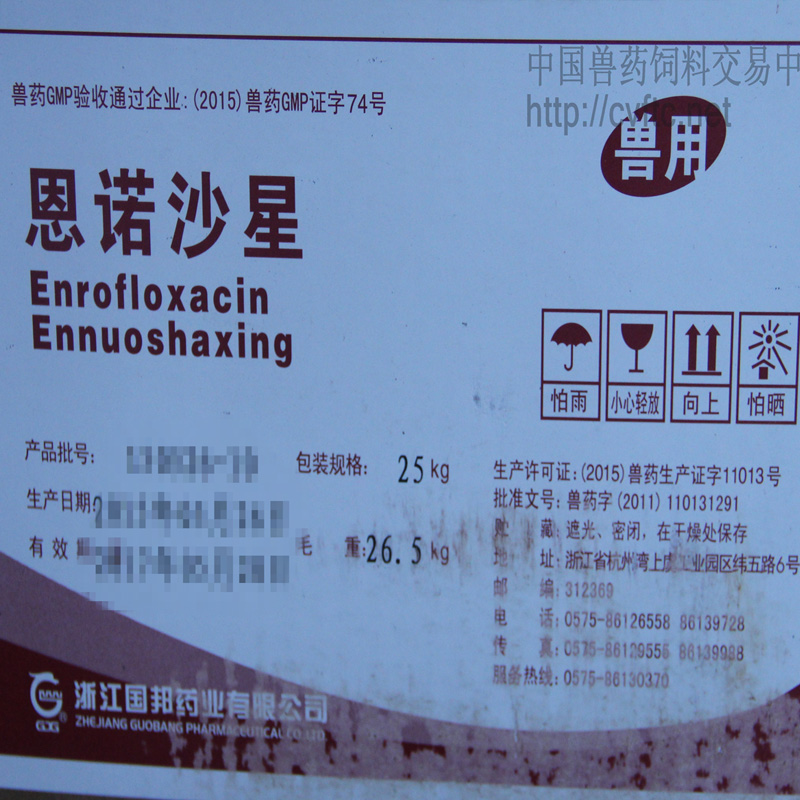 中国兽药饲料交易中
http://cvftc.net
兽药GMP验收通过企业:(2015)兽药GMP证字74号
兽用
恩诺沙星
Enrofloxacin
Ennuoshaxing
怕雨
小心轻放
向上
怕晒
产品批号:
包装规格: 25kg
生产日期:
有效
毛 重:26.5kg
生产许可证:(2015)兽药生产证字11013号
批准文号:兽药字(2011)110131291
贮 藏:遮光、密闭,在干燥处保存
地 址:浙江省杭州湾上虞工业园区纬五路6号
邮 编:312369
电 话:0575-86126558 86139728
传 真:0575-86129555 86139988
服务热线:0575-86130370
浙江国邦药业有限公司
ZHEJIANG GUOBANG PHARMACEUTICAL CO.LTD.